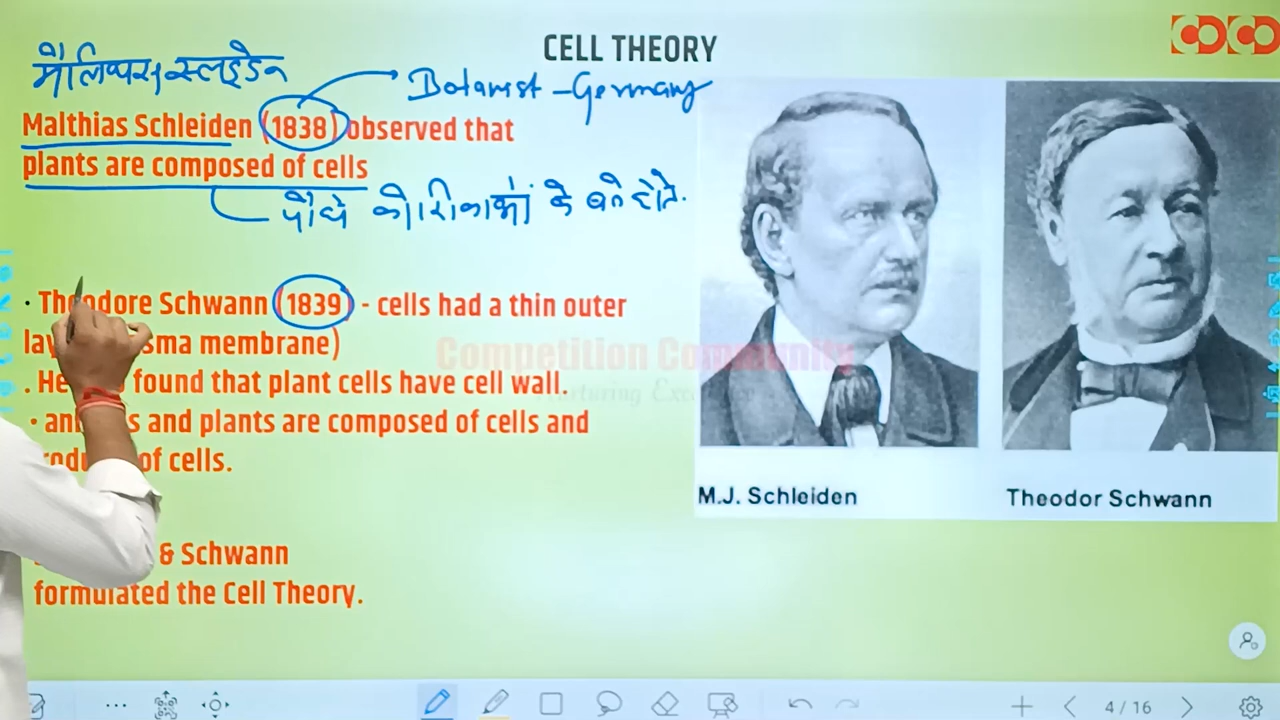 CELL THEORY
स्लाइडेन
Botanist - Germany
Malthias Schleiden (1838) observed that
plants are composed of cells
पौधे कोशिकाओं के बने होते
Theodore Schwann (1839) - cells had a thin outer
sma membrane)
found that plant cells have cell wall.
and plants are composed of cells and
of cells.
& Schwann
formulated the Cell Theory.
M.J. Schleiden
Theodor Schwann
Competition Community
4 / 16